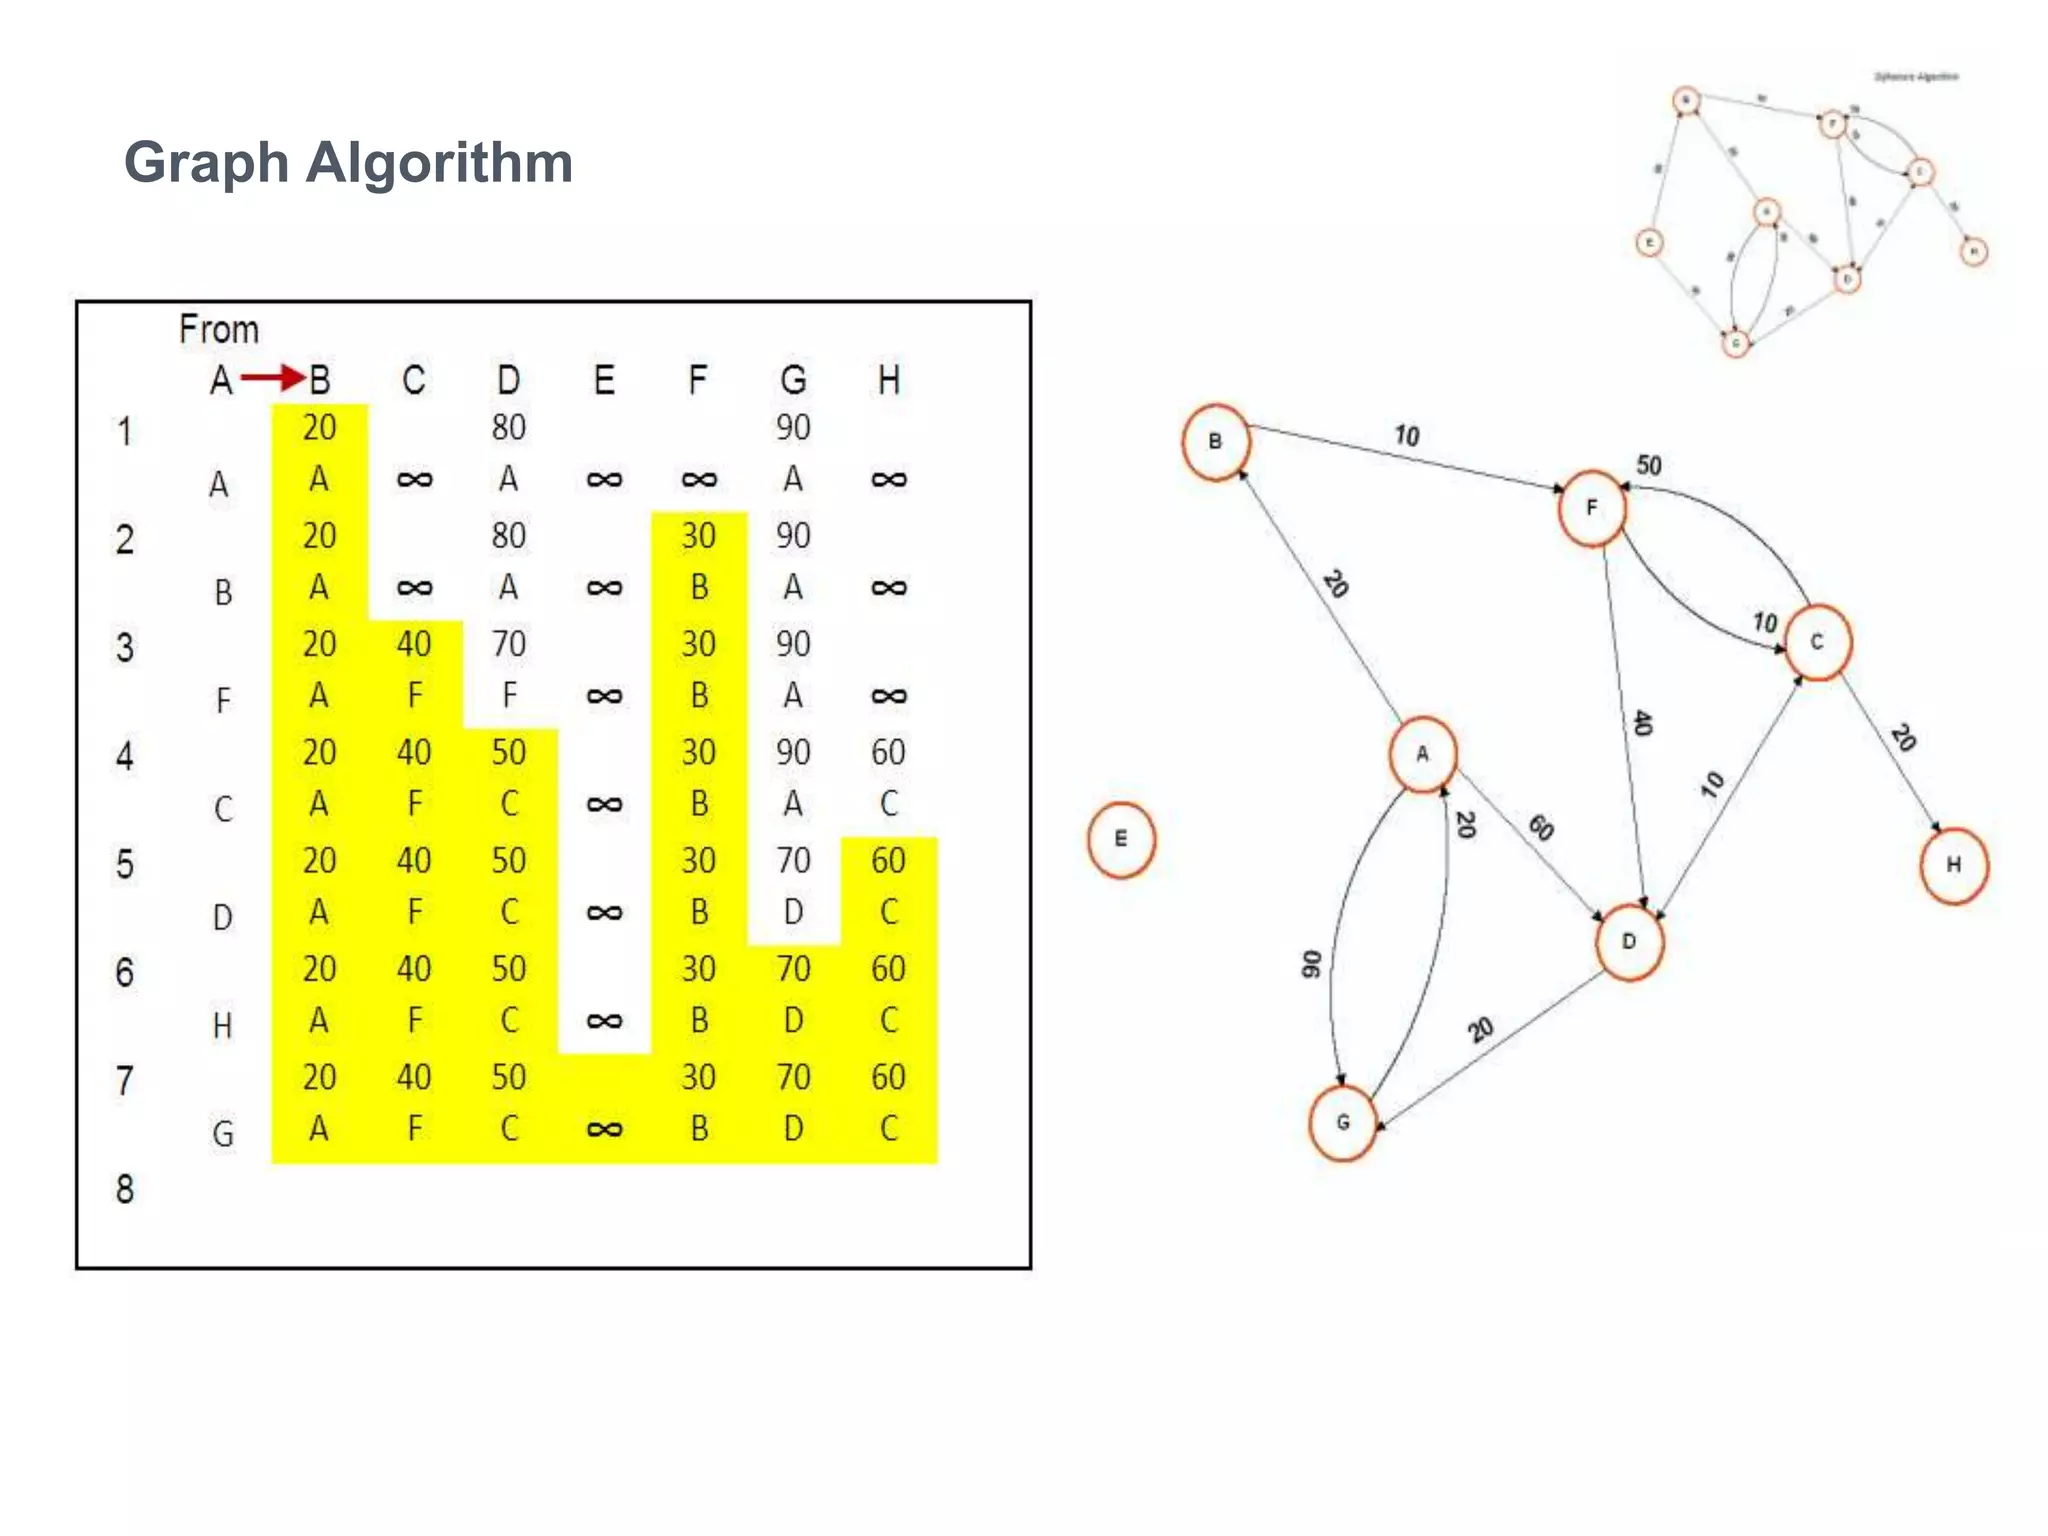 Graph Algorithm
Dijkstra's Algorithm
From
A B C D E F G H
1 20 80 90
A A ∞ A ∞ ∞ A ∞
2 20 80 30 90
B A ∞ A ∞ B A ∞
3 20 40 70 30 90
F A F F ∞ B A ∞
4 20 40 50 30 90 60
C A F C ∞ B A C
5 20 40 50 30 70 60
D A F C ∞ B D C
6 20 40 50 30 70 60
H A F C ∞ B D C
7 20 40 50 30 70 60
G A F C ∞ B D C
8
B
10
F
50
20
10
C
A
40
20
20
60
10
E
H
D
90
20
G